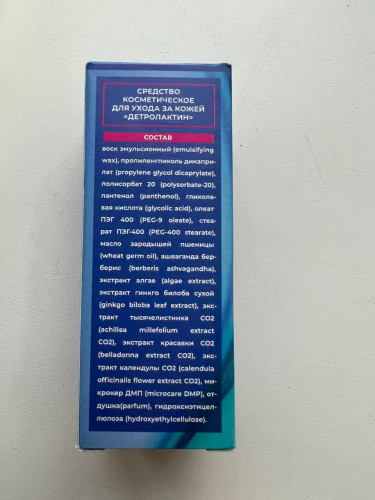 СРЕДСТВО
КОСМЕТИЧЕСКОЕ
ДЛЯ УХОДА ЗА КОЖЕЙ
«ДЕТРОЛАКТИН»
СОСТАВ
воск эмульсионный (emulsifying
wax), пропиленгликоль дикапри-
лат (propylene glycol dicaprylate),
полисорбат 20 (polysorbate-20),
пантенол (panthenol), гликоле-
вая кислота (glycolic acid), олеат
ПЭГ 400 (PEG-9 oleate), стеа-
рат ПЭГ-400 (PEG-400 stearate),
масло зародышей пшеницы
(wheat germ oil), ашваганда бер-
берис (berberis ashvagandha),
экстракт алгае (algae extract),
экстракт гинкго билоба сухой
(ginkgo biloba leaf extract), экс-
тракт тысячелистника CO2
(achillea millefolium extract
CO2), экстракт красавки CO2
(belladonna extract CO2), экс-
тракт календулы CO2 (calendula
officinalis flower extract CO2), ми-
крокер ДМП (microcare DMP), от-
душка(parfum), гидроксиэтицел-
люлоза (hydroxyethylcellulose).